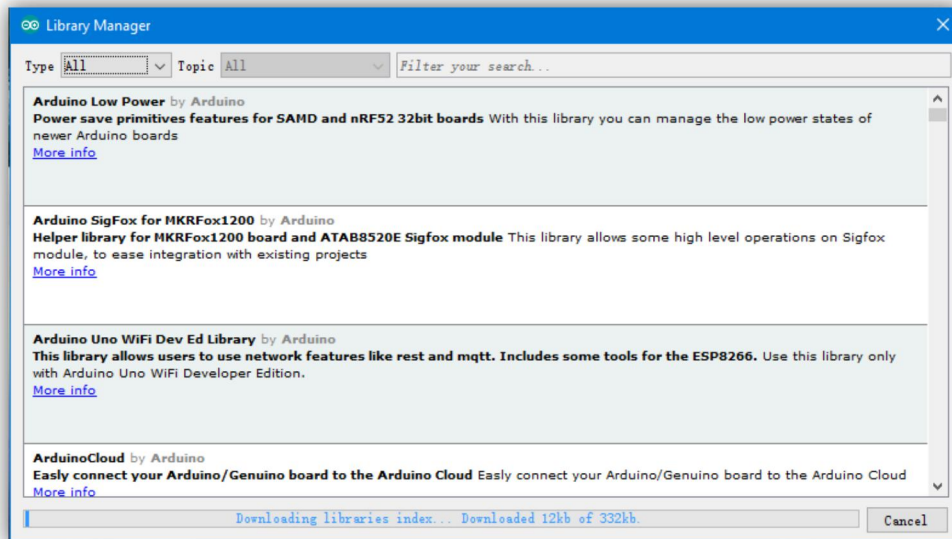 Library Manager
Type All Topic All Filter your search...
Arduino Low Power by Arduino
Power save primitives features for SAMD and nRF52 32bit boards With this library you can manage the low power states of
newer Arduino boards
More info
Arduino SigFox for MKRFox1200 by Arduino
Helper library for MKRFox1200 board and ATAB8520E Sigfox module This library allows some high level operations on Sigfox
module, to ease integration with existing projects
More info
Arduino Uno WiFi Dev Ed Library by Arduino
This library allows users to use network features like rest and mqtt. Includes some tools for the ESP8266. Use this library only
with Arduino Uno WiFi Developer Edition.
More info
ArduinoCloud by Arduino
Easly connect your Arduino/Genuino board to the Arduino Cloud Easly connect your Arduino/Genuino board to the Arduino Cloud
More info
Downloading libraries index... Downloaded 12kb of 332kb.
Cancel